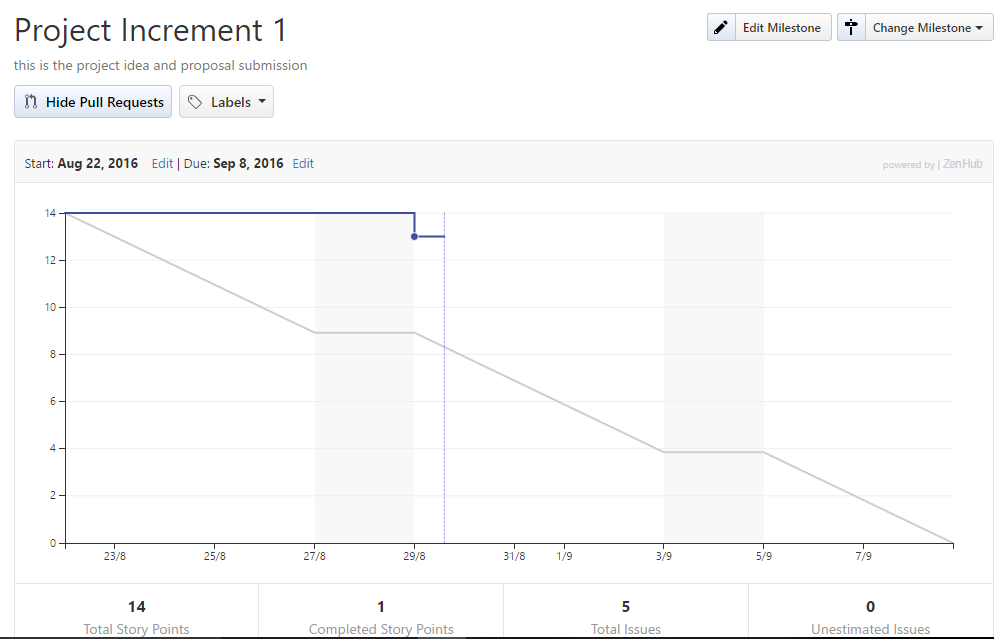 Project Increment 1
Edit Milestone
Change Milestone
this is the project idea and proposal submission
Hide Pull Requests
Labels
Start: Aug 22, 2016 Edit | Due: Sep 8, 2016 Edit
powered by | ZenHub
14
12
10
8
6
4
2
0
23/8 25/8 27/8 29/8 31/8 1/9 3/9 5/9 7/9
14 1 5 0
Total Story Points Completed Story Points Total Issues Unestimated Issues